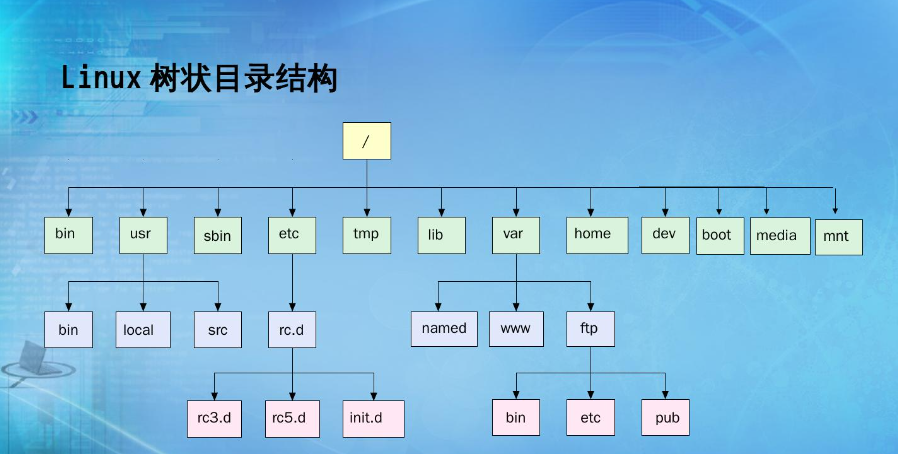 Linux 树状目录结构
/
bin usr sbin etc tmp lib var home dev boot media mnt
bin local src rc.d named www ftp
rc3.d rc5.d init.d bin etc pub